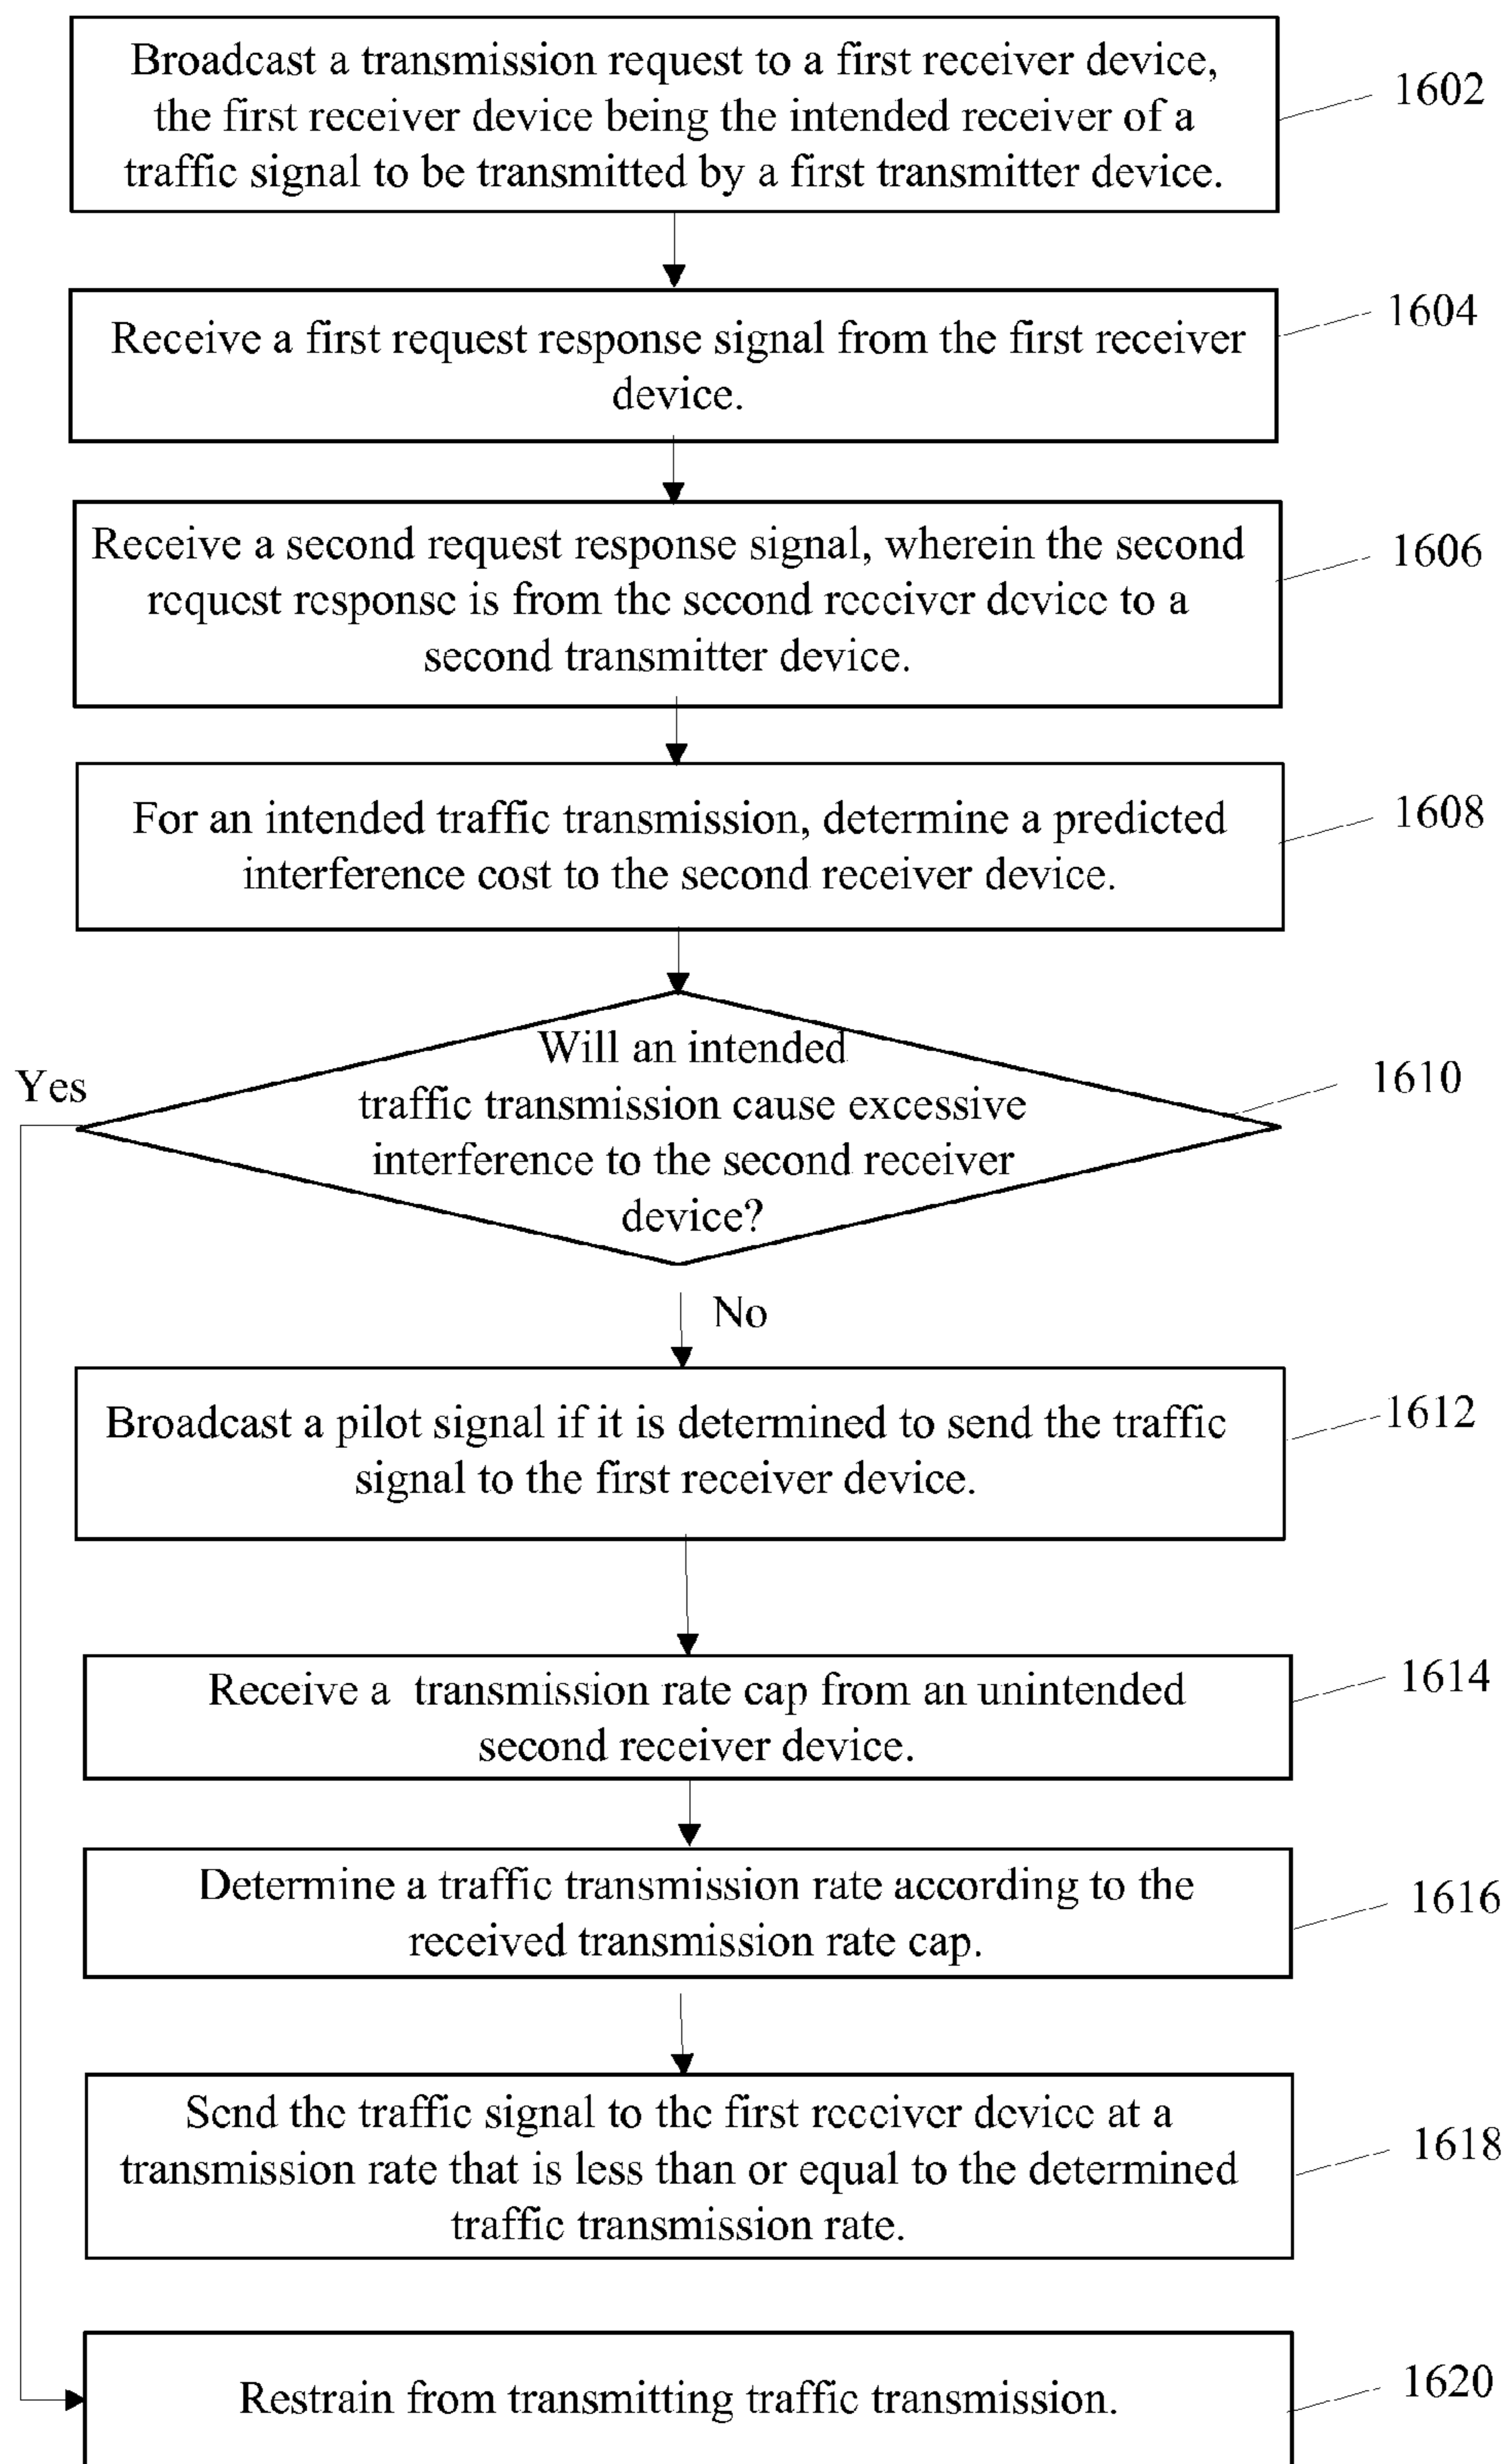 Broadcast a transmission request to a first receiver device,
the first receiver device being the intended receiver of a
traffic signal to be transmitted by a first transmitter device.
1602
Receive a first request response signal from the first receiver
device.
1604
Receive a second request response signal, wherein the second
request response is from the second receiver device to a
second transmitter device.
1606
For an intended traffic transmission, determine a predicted
interference cost to the second receiver device.
1608
Will an intended
traffic transmission cause excessive
interference to the second receiver
device?
1610
Yes
No
Broadcast a pilot signal if it is determined to send the traffic
signal to the first receiver device.
1612
Receive a transmission rate cap from an unintended
second receiver device.
1614
Determine a traffic transmission rate according to the
received transmission rate cap.
1616
Send the traffic signal to the first receiver device at a
transmission rate that is less than or equal to the determined
traffic transmission rate.
1618
Restrain from transmitting traffic transmission.
1620